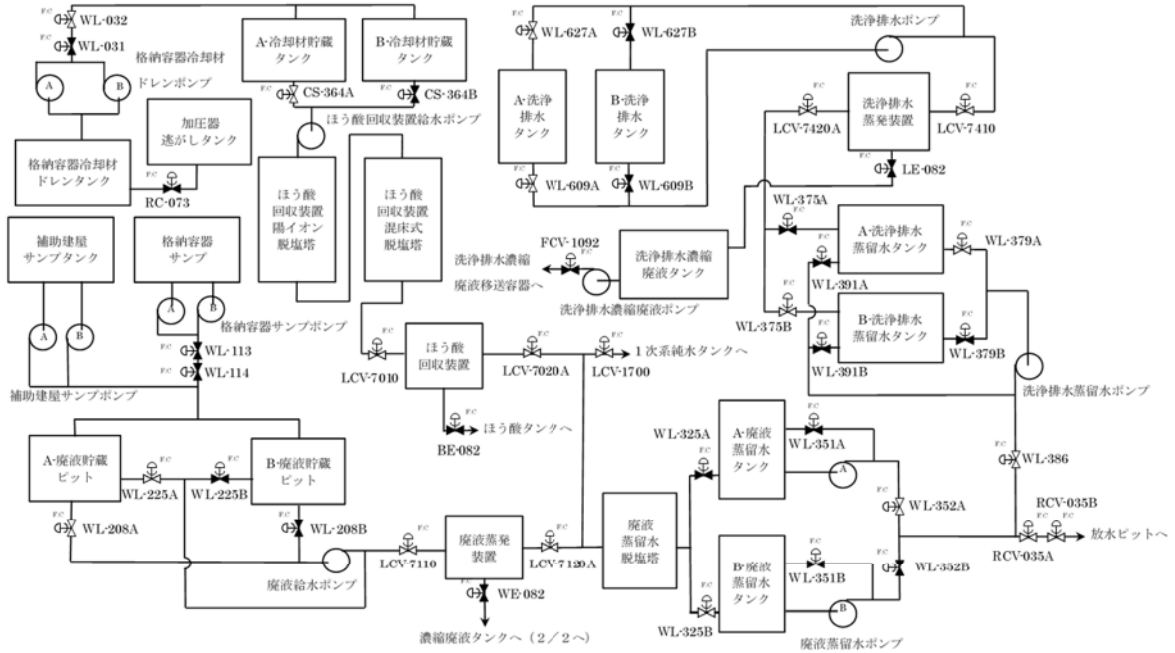 F.C
WL-032
F.C
WL-031
格納容器冷却材
ドレンポンプ
A
B
格納容器冷却材
ドレンタンク
加圧器
逃がしタンク
F.C
RC-073
A-冷却材貯蔵
タンク
B-冷却材貯蔵
タンク
F.C
CS-364A
F.C
CS-364B
ほう酸回収装置給水ポンプ
ほう酸
回収装置
陽イオン
脱塩塔
ほう酸
回収装置
混床式
脱塩塔
補助建屋
サンプタンク
A
B
補助建屋サンプポンプ
格納容器
サンプ
A
B
格納容器サンプポンプ
F.C
WL-113
F.C
WL-114
F.C
LCV-7010
ほう酸
回収装置
F.C
LCV-7020A
F.C
LCV-1700
1次系純水タンクへ
F.C
BE-082
ほう酸タンクへ
A-廃液貯蔵
ピット
F.C
WL-225A
F.C
WL-225B
B-廃液貯蔵
ピット
F.C
WL-208A
F.C
WL-208B
廃液給水ポンプ
F.C
LCV-7110
廃液蒸発
装置
F.C
LCV-7120A
F.C
WE-082
濃縮廃液タンクへ(2/2へ)
廃液
蒸留水
脱塩塔
F.C
WL-627A
F.C
WL-627B
A-洗浄
排水
タンク
B-洗浄
排水
タンク
F.C
WL-609A
F.C
WL-609B
洗浄排水ポンプ
F.C
LCV-7420A
洗浄排水
蒸発装置
F.C
LCV-7410
F.C
LE-082
洗浄排水濃縮
廃液タンク
FCV-1092
F.C
洗浄排水濃縮
廃液移送容器へ
洗浄排水濃縮廃液ポンプ
WL-375A
F.C
F.C
WL-375B
A-洗浄排水
蒸留水タンク
F.C
WL-379A
F.C
WL-391A
B-洗浄排水
蒸留水タンク
F.C
WL-379B
F.C
WL-391B
洗浄排水蒸留水ポンプ
F.C
WL-386
WL-325A
F.C
A-廃液
蒸留水
タンク
F.C
WL-351A
A
F.C
WL-352A
B-廃液
蒸留水
タンク
F.C
WL-351B
B
F.C
WL-352B
F.C
WL-325B
廃液蒸留水ポンプ
RCV-035B
F.C
F.C
RCV-035A
放水ピットへ